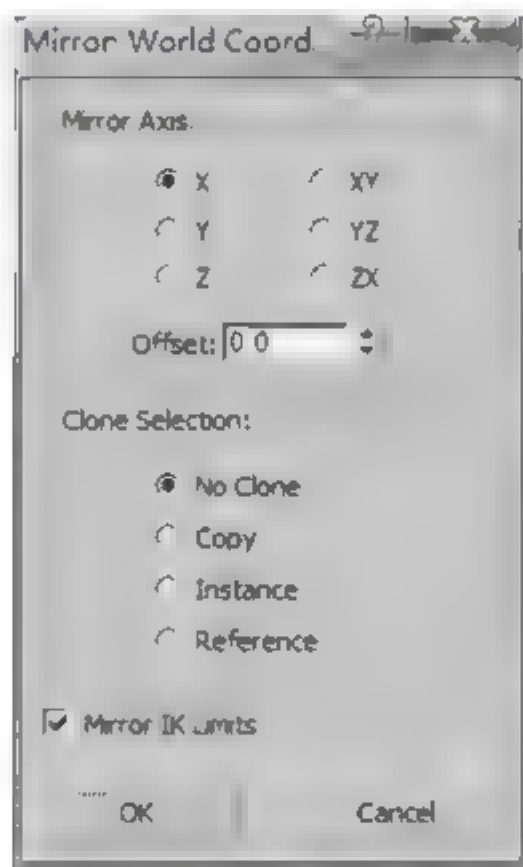 Mirror World Coord.
Mirror Axis:
X XY
Y YZ
Z ZX
Offset: 0.0
Clone Selection:
No Clone
Copy
Instance
Reference
Mirror IK Limits
OK Cancel